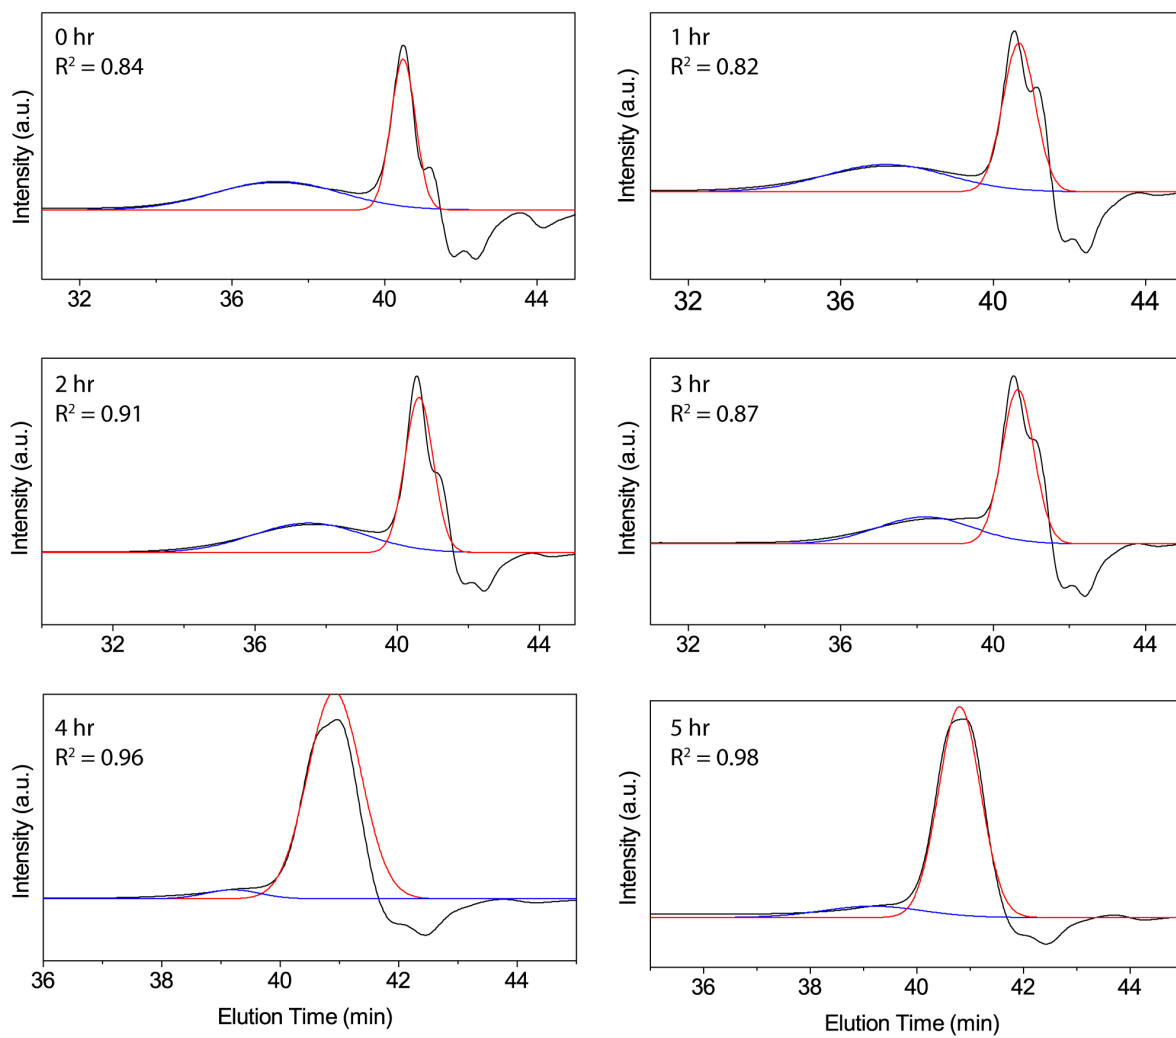 0 hr
R² = 0.84
Intensity (a.u.)
32 36 40 44
1 hr
R² = 0.82
Intensity (a.u.)
32 36 40 44
2 hr
R² = 0.91
Intensity (a.u.)
32 36 40 44
3 hr
R² = 0.87
Intensity (a.u.)
32 36 40 44
4 hr
R² = 0.96
Intensity (a.u.)
36 38 40 42 44
Elution Time (min)
5 hr
R² = 0.98
Intensity (a.u.)
36 38 40 42 44
Elution Time (min)